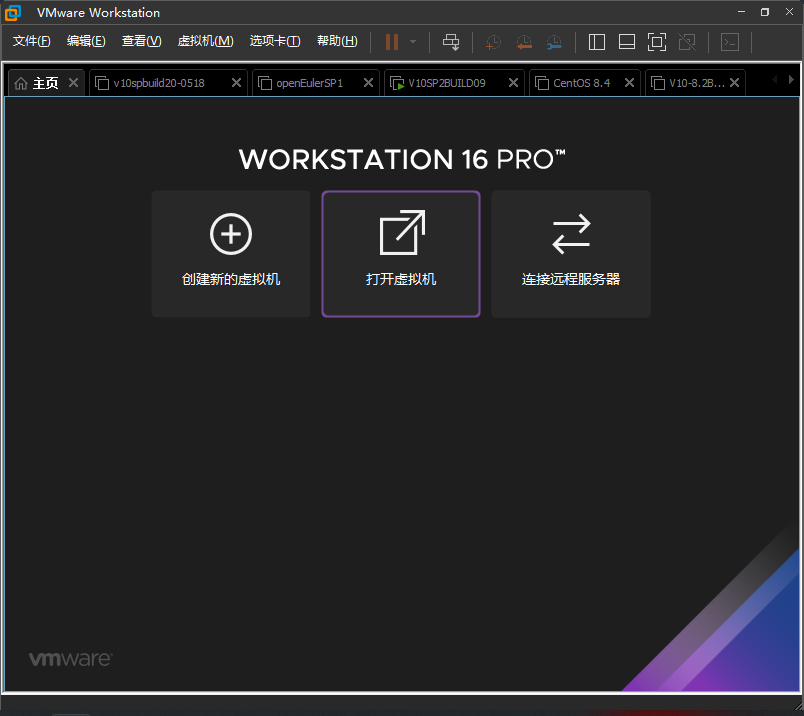 VMware Workstation
文件(F) 编辑(E) 查看(V) 虚拟机(M) 选项卡(T) 帮助(H)
主页 v10spbuild20-0518 openEulerSP1 V10SP2BUILD09 CentOS 8.4 V10-8.2B...
WORKSTATION 16 PRO™
创建新的虚拟机 打开虚拟机 连接远程服务器
vmware